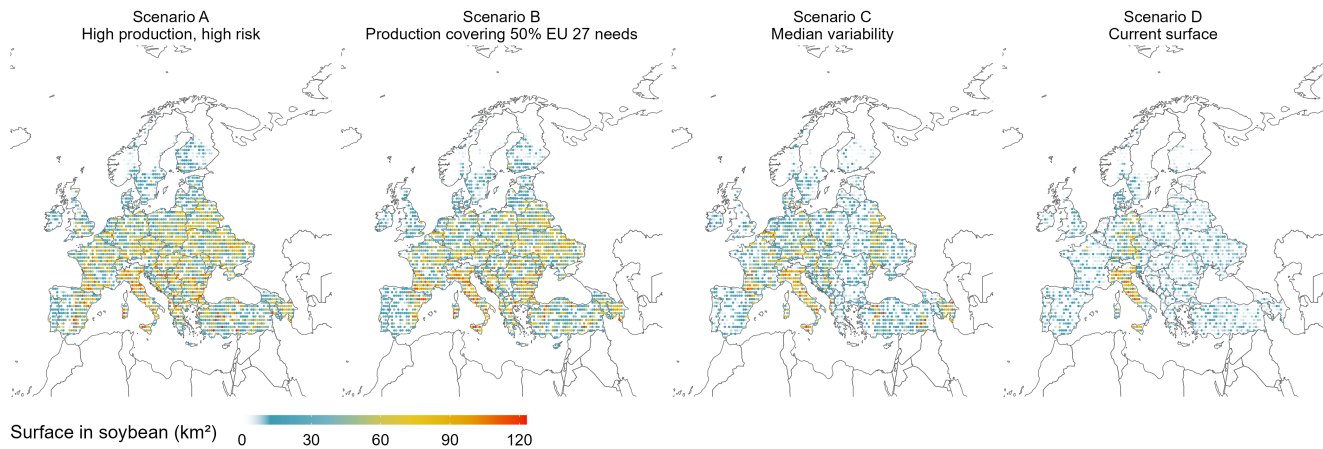 Scenario A
High production, high risk
Scenario B
Production covering 50% EU 27 needs
Scenario C
Median variability
Scenario D
Current surface
Surface in soybean (km²)
0 30 60 90 120